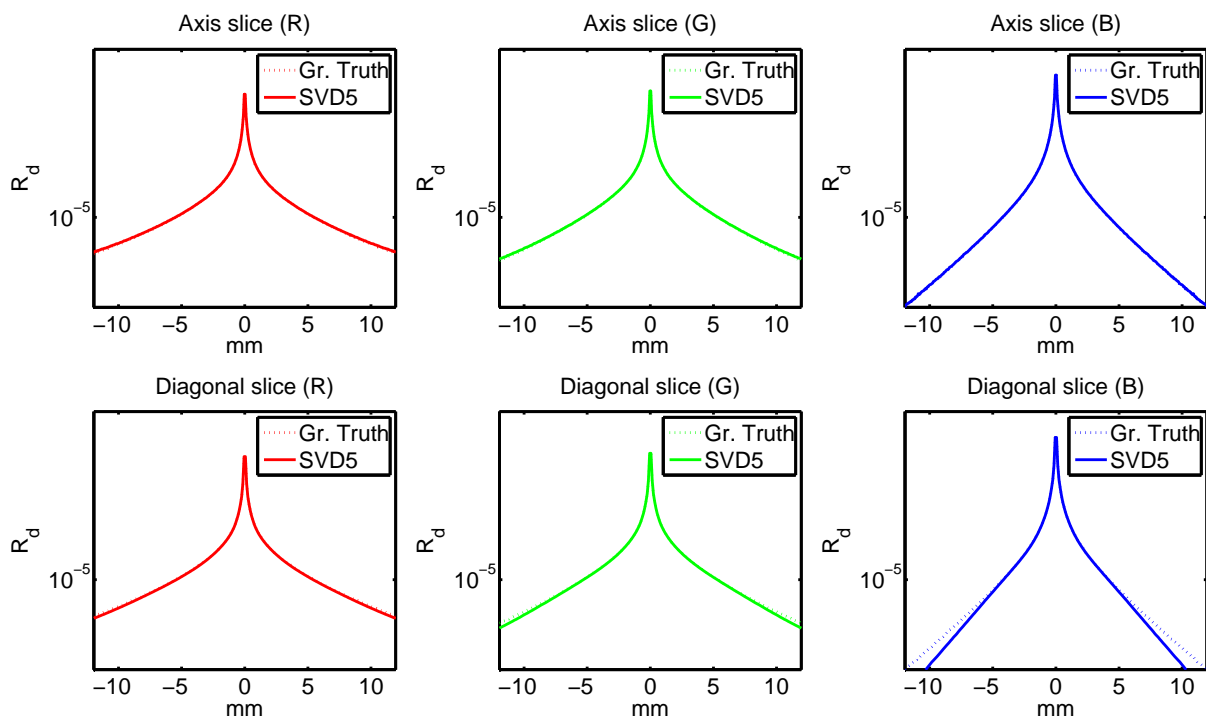 Axis slice (R)
Axis slice (G)
Axis slice (B)
Gr. Truth
SVD5
Gr. Truth
SVD5
Gr. Truth
SVD5
R_d
R_d
R_d
10^−5
10^−5
10^−5
−10 −5 0 5 10
−10 −5 0 5 10
−10 −5 0 5 10
mm
mm
mm
Diagonal slice (R)
Diagonal slice (G)
Diagonal slice (B)
Gr. Truth
SVD5
Gr. Truth
SVD5
Gr. Truth
SVD5
R_d
R_d
R_d
10^−5
10^−5
10^−5
−10 −5 0 5 10
−10 −5 0 5 10
−10 −5 0 5 10
mm
mm
mm